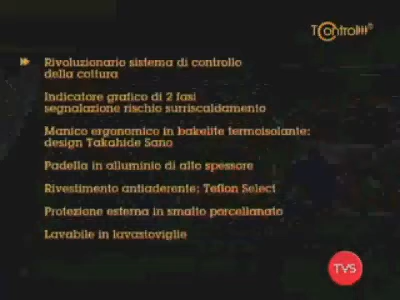 TControl)))®
Rivoluzionario sistema di controllo
della cottura
Indicatore grafico di 2 fasi
segnalazione rischio surriscaldamento
Manico ergonomico in bakelite termoisolante:
design Takahide Sano
Padella in alluminio di alto spessore
Rivestimento antiaderente: Teflon Select
Protezione esterna in smalto porcellanato
Lavabile in lavastoviglie
TVS